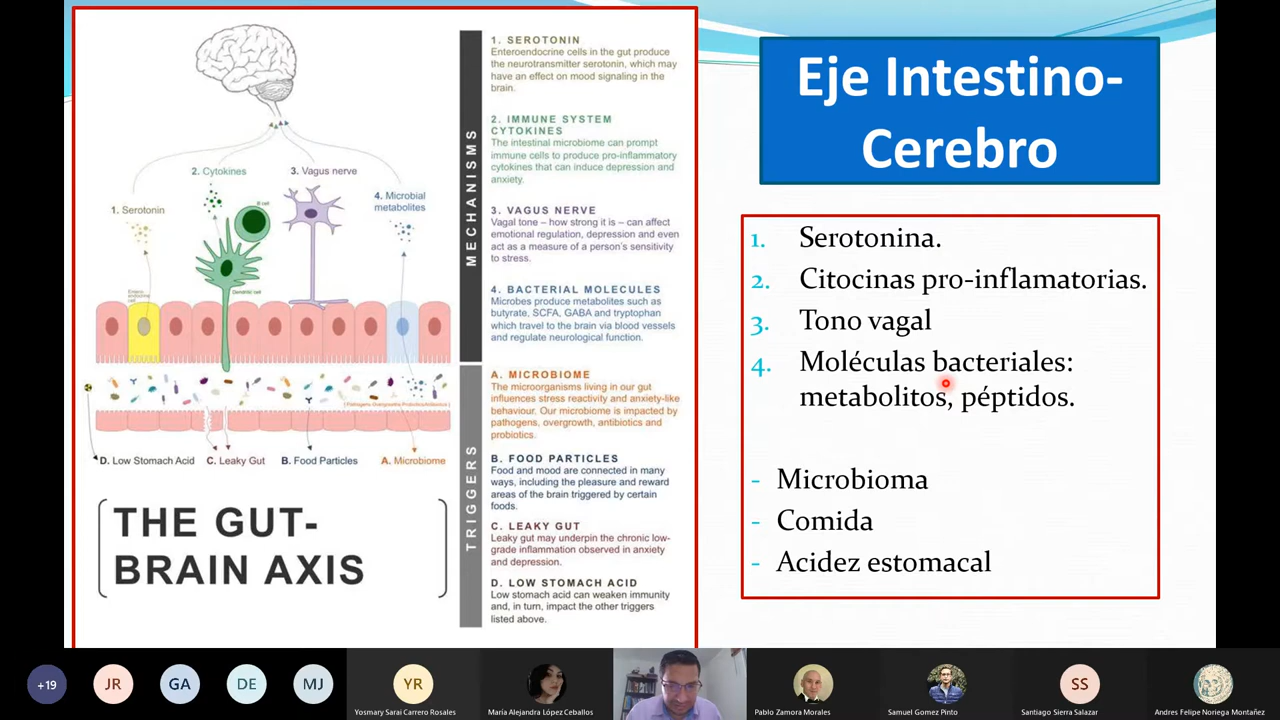 1. SEROTONIN
Enteroendocrine cells in the gut produce
the neurotransmitter serotonin, which may
have an effect on mood signaling in the
brain.
2. IMMUNE SYSTEM
CYTOKINES
The intestinal microbiome can prompt
immune cells to produce pro-inflammatory
cytokines that can induce depression and
anxiety.
3. VAGUS NERVE
Vagal tone – how strong it is – can affect
emotional regulation, depression and even
act as a measure of a person's sensitivity
to stress.
4. BACTERIAL MOLECULES
Microbes produce metabolites such as
butyrate, SCFA, GABA and tryptophan
which travel to the brain via blood vessels
and regulate neurological function.
MECHANISMS
A. MICROBIOME
The microorganisms living in our gut
influences stress reactivity and anxiety-like
behaviour. Our microbiome is impacted by
pathogens, overgrowth, antibiotics and
probiotics.
B. FOOD PARTICLES
Food and mood are connected in many
ways, including the pleasure and reward
areas of the brain triggered by certain
foods.
C. LEAKY GUT
Leaky gut may underpin the chronic low-
grade inflammation observed in anxiety
and depression.
D. LOW STOMACH ACID
Low stomach acid can weaken immunity
and, in turn, impact the other triggers
listed above.
TRIGGERS
2. Cytokines
3. Vagus nerve
4. Microbial
metabolites
1. Serotonin
B cell
Dendritic cell
D. Low Stomach Acid
C. Leaky Gut
B. Food Particles
A. Microbiome
THE GUT-
BRAIN AXIS
Eje Intestino-
Cerebro
1. Serotonina.
2. Citocinas pro-inflamatorias.
3. Tono vagal
4. Moléculas bacteriales:
metabolitos, péptidos.
- Microbioma
- Comida
- Acidez estomacal
+19
JR
GA
DE
MJ
YR
SS
Yosmary Sarai Carrero Rosales
María Alejandra López Ceballos
Pablo Zamora Morales
Samuel Gomez Pinto
Santiago Sierra Salazar
Andres Felipe Noriega Montañez